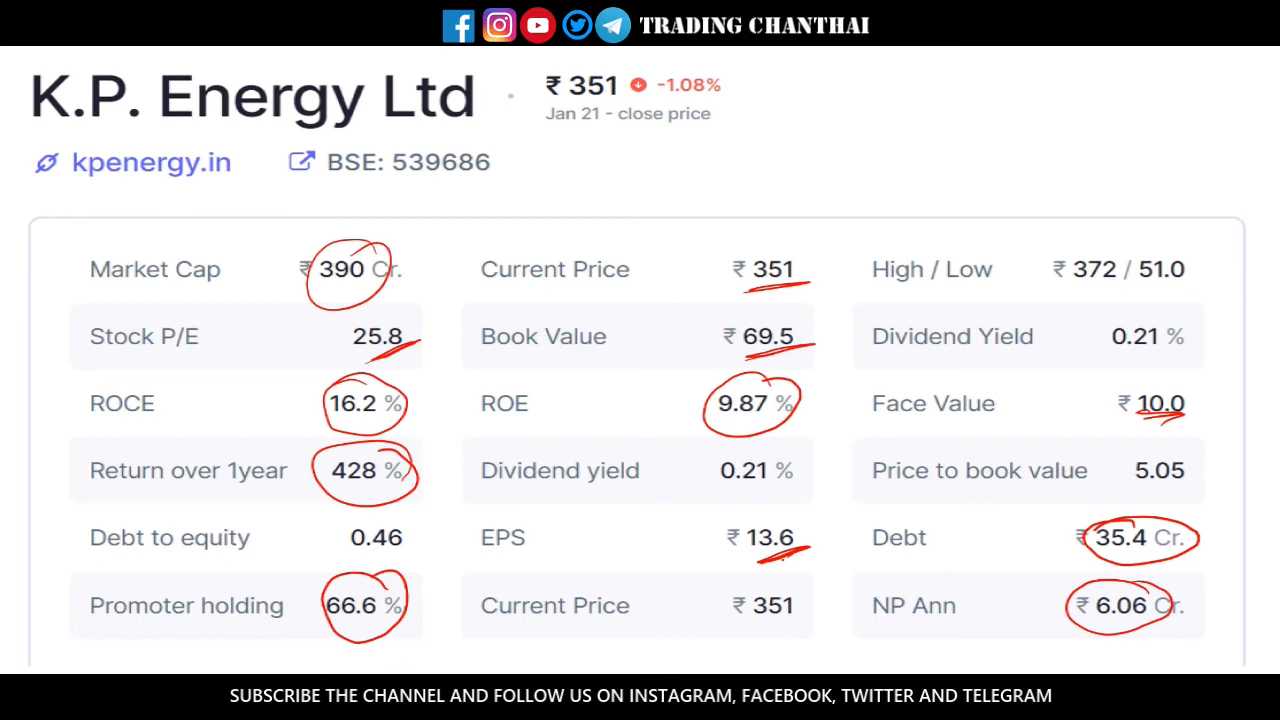 TRADING CHANTHAI
K.P. Energy Ltd
₹ 351 -1.08%
Jan 21 - close price
kpenergy.in BSE: 539686
Market Cap ₹ 390 Cr. Current Price ₹ 351 High / Low ₹ 372 / 51.0
Stock P/E 25.8 Book Value ₹ 69.5 Dividend Yield 0.21 %
ROCE 16.2 % ROE 9.87 % Face Value ₹ 10.0
Return over 1year 428 % Dividend yield 0.21 % Price to book value 5.05
Debt to equity 0.46 EPS ₹ 13.6 Debt ₹ 35.4 Cr.
Promoter holding 66.6 % Current Price ₹ 351 NP Ann ₹ 6.06 Cr.
SUBSCRIBE THE CHANNEL AND FOLLOW US ON INSTAGRAM, FACEBOOK, TWITTER AND TELEGRAM